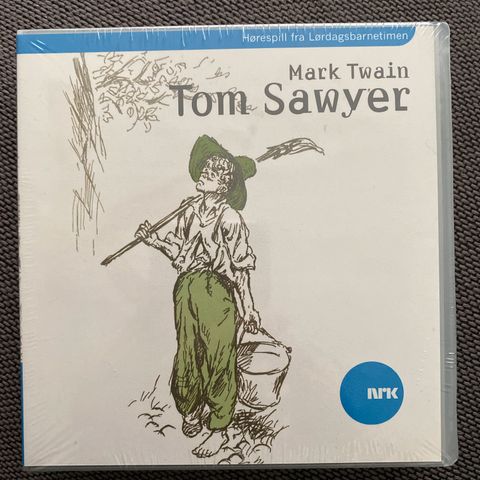 Hørespill fra Lørdagsbarnetimen
Mark Twain
Tom Sawyer
nrk